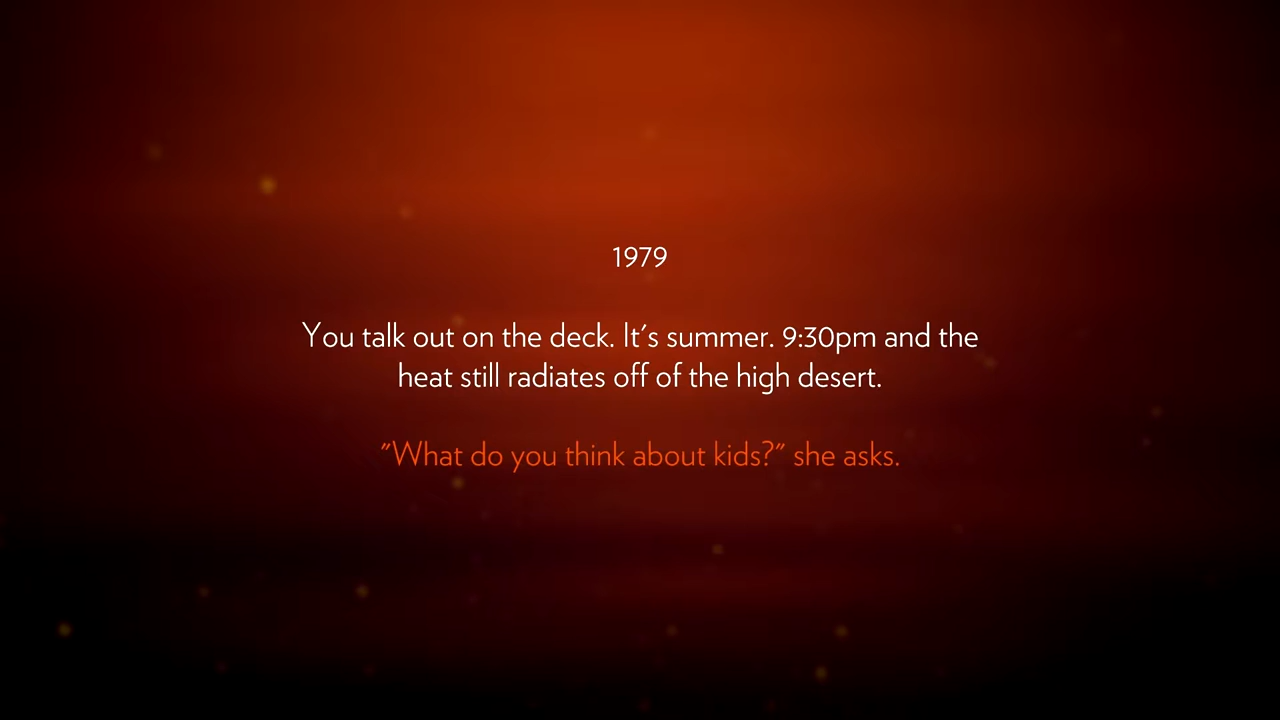 1979
You talk out on the deck. It's summer. 9:30pm and the
heat still radiates off of the high desert.
"What do you think about kids?" she asks.